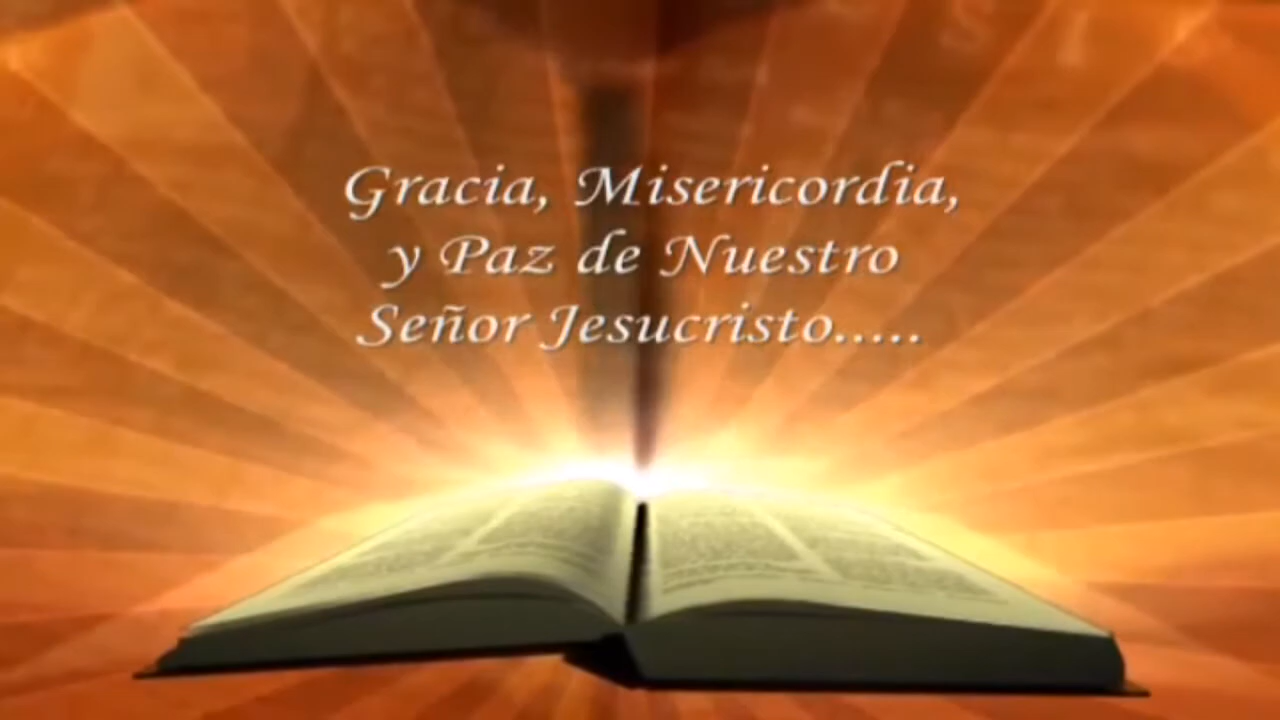 Gracia, Misericordia,
y Paz de Nuestro
Señor Jesucristo.....